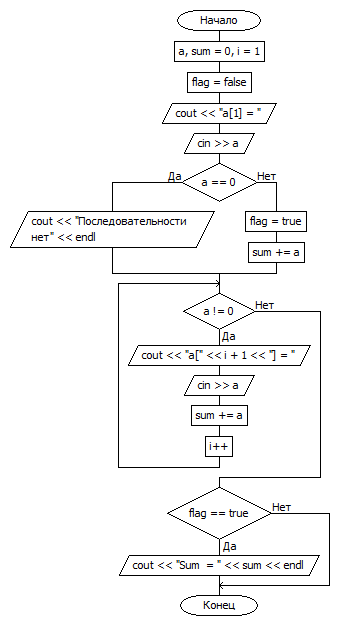 Начало
a, sum = 0, i = 1
flag = false
cout << "a[1] = "
cin >> a
a == 0
Да
Нет
cout << "Последовательности
нет" << endl
flag = true
sum += a
a != 0
Нет
Да
cout << "a[" << i + 1 << "] = "
cin >> a
sum += a
i++
flag == true
Нет
Да
cout << "Sum  = " << sum << endl
Конец